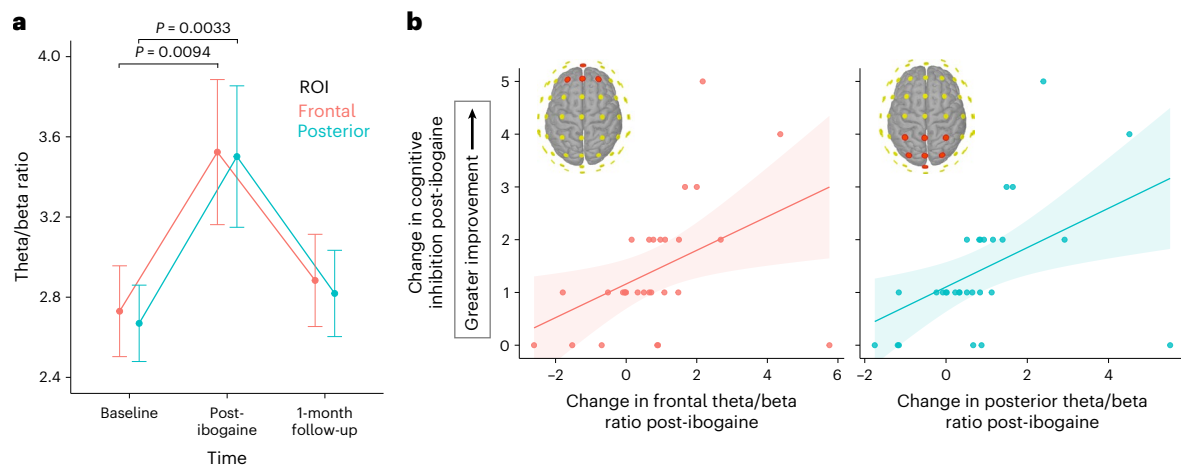 a
P = 0.0033
P = 0.0094
4.0
3.6
3.2
2.8
2.4
Theta/beta ratio
ROI
Frontal
Posterior
Baseline
Post-
ibogaine
1-month
follow-up
Time
b
Change in cognitive
inhibition post-ibogaine
Greater improvement
5
4
3
2
1
0
−2
0
2
4
6
Change in frontal theta/beta
ratio post-ibogaine
−2
0
2
4
Change in posterior theta/beta
ratio post-ibogaine